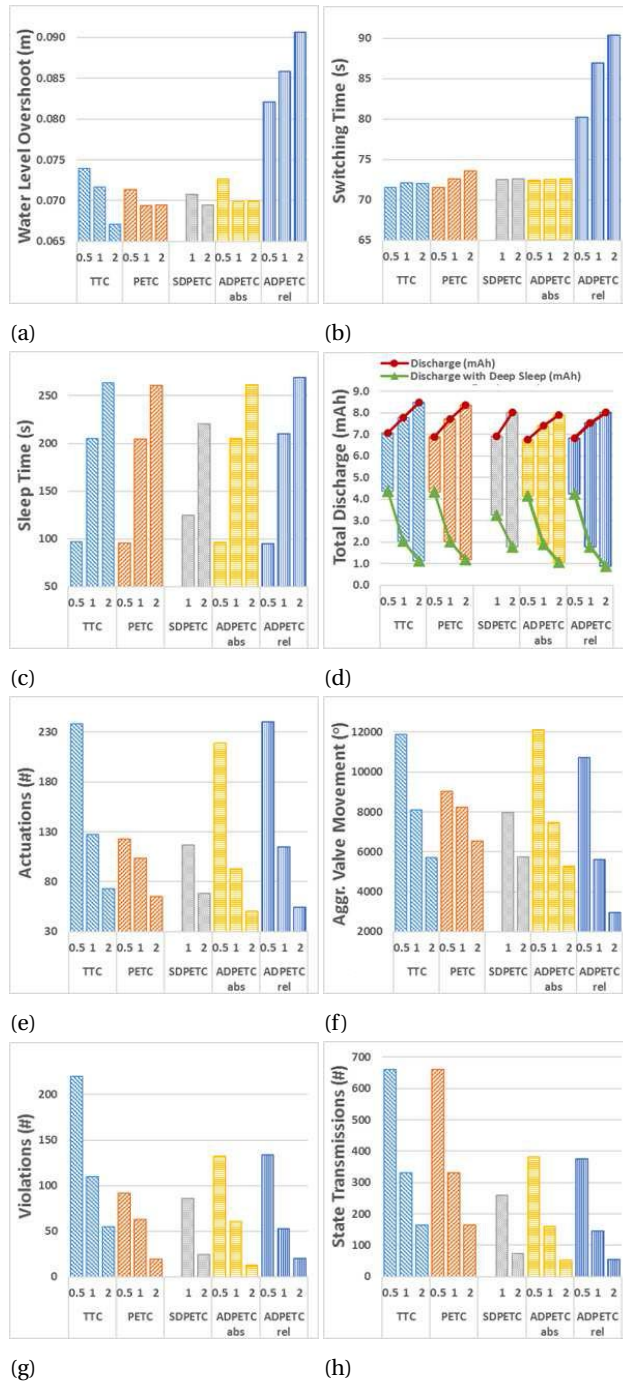 Water Level Overshoot (m)
0.090
0.085
0.080
0.075
0.070
0.065
0.5 1 2 0.5 1 2 1 2 0.5 1 2 0.5 1 2
TTC PETC SDPETC ADPETC ADPETC
abs rel
(a)
Switching Time (s)
90
85
80
75
70
65
0.5 1 2 0.5 1 2 1 2 0.5 1 2 0.5 1 2
TTC PETC SDPETC ADPETC ADPETC
abs rel
(b)
Sleep Time (s)
250
200
150
100
50
0.5 1 2 0.5 1 2 1 2 0.5 1 2 0.5 1 2
TTC PETC SDPETC ADPETC ADPETC
abs rel
(c)
Discharge (mAh)
Discharge with Deep Sleep (mAh)
Total Discharge (mAh)
9.0
8.0
7.0
6.0
5.0
4.0
3.0
2.0
1.0
0.0
0.5 1 2 0.5 1 2 1 2 0.5 1 2 0.5 1 2
TTC PETC SDPETC ADPETC ADPETC
abs rel
(d)
Actuations (#)
230
180
130
80
30
0.5 1 2 0.5 1 2 1 2 0.5 1 2 0.5 1 2
TTC PETC SDPETC ADPETC ADPETC
abs rel
(e)
Aggr. Valve Movement (°)
12000
10000
8000
6000
4000
2000
0.5 1 2 0.5 1 2 1 2 0.5 1 2 0.5 1 2
TTC PETC SDPETC ADPETC ADPETC
abs rel
(f)
Violations (#)
200
150
100
50
0
0.5 1 2 0.5 1 2 1 2 0.5 1 2 0.5 1 2
TTC PETC SDPETC ADPETC ADPETC
abs rel
(g)
State Transmissions (#)
700
600
500
400
300
200
100
0
0.5 1 2 0.5 1 2 1 2 0.5 1 2 0.5 1 2
TTC PETC SDPETC ADPETC ADPETC
abs rel
(h)